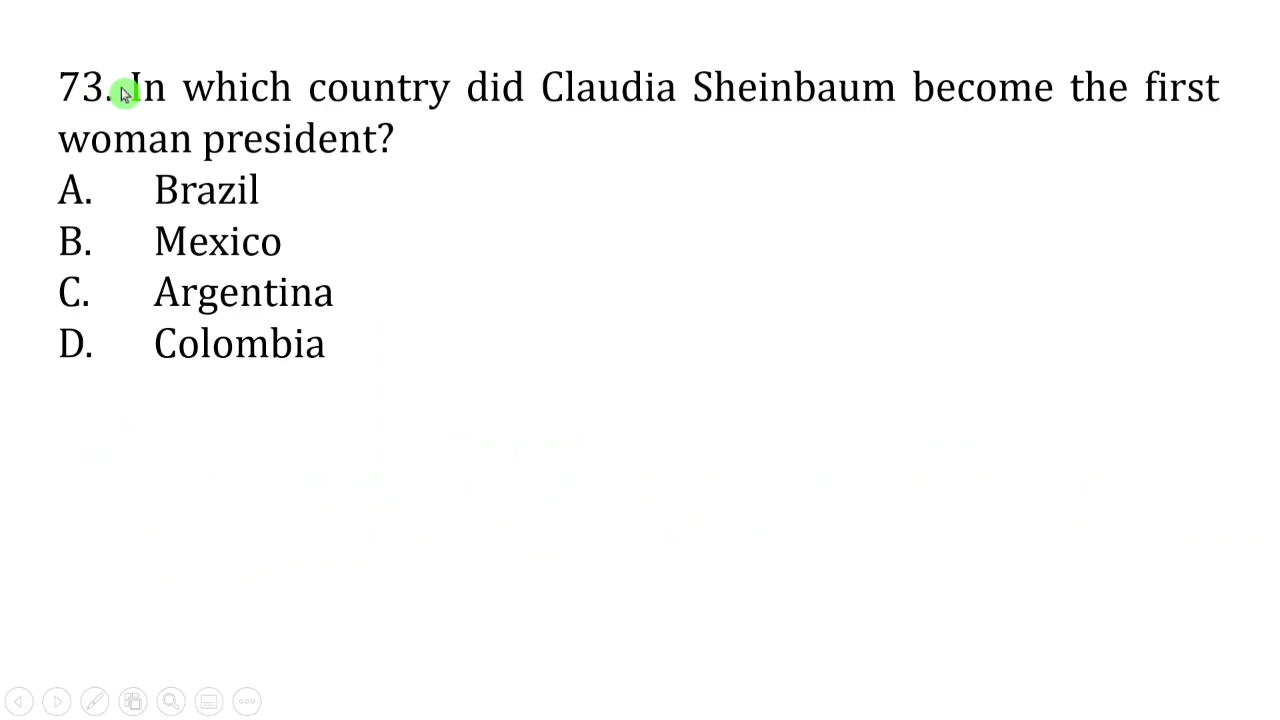 73. In which country did Claudia Sheinbaum become the first
woman president?
A. Brazil
B. Mexico
C. Argentina
D. Colombia